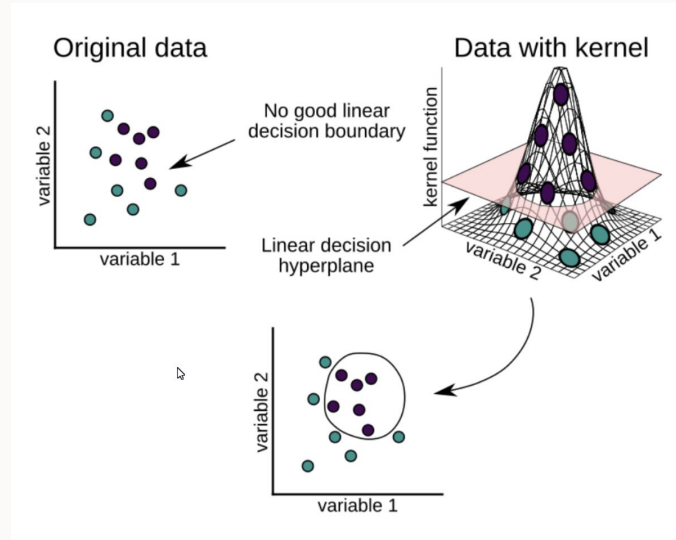 Original data
Data with kernel
No good linear
decision boundary
variable 2
variable 1
kernel function
variable 2
variable 1
Linear decision
hyperplane
variable 2
variable 1